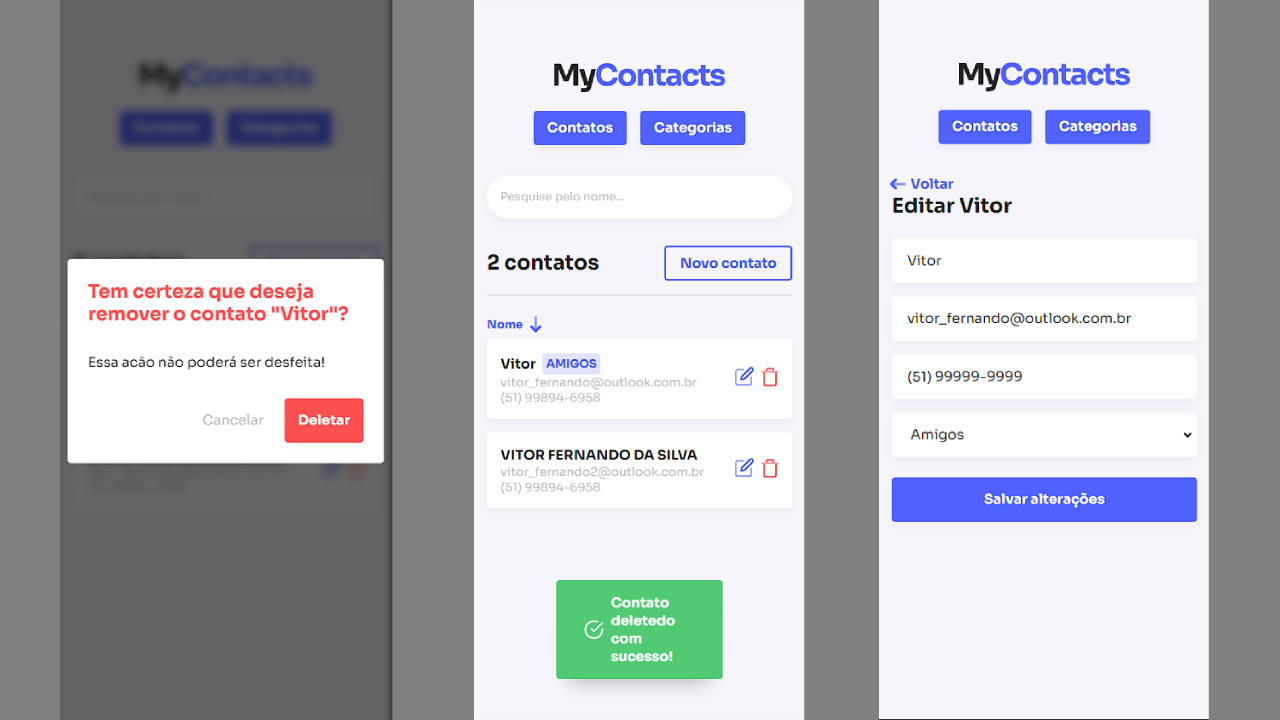 MyContacts
Contatos
Categorias
Tem certeza que deseja
remover o contato "Vitor"?
Essa acão não poderá ser desfeita!
Cancelar
Deletar
MyContacts
Contatos
Categorias
Pesquise pelo nome...
2 contatos
Novo contato
Nome
Vitor AMIGOS
vitor_fernando@outlook.com.br
(51) 99894-6958
VITOR FERNANDO DA SILVA
vitor_fernando2@outlook.com.br
(51) 99894-6958
Contato
deletedo
com
sucesso!
MyContacts
Contatos
Categorias
Voltar
Editar Vitor
Vitor
vitor_fernando@outlook.com.br
(51) 99999-9999
Amigos
Salvar alterações